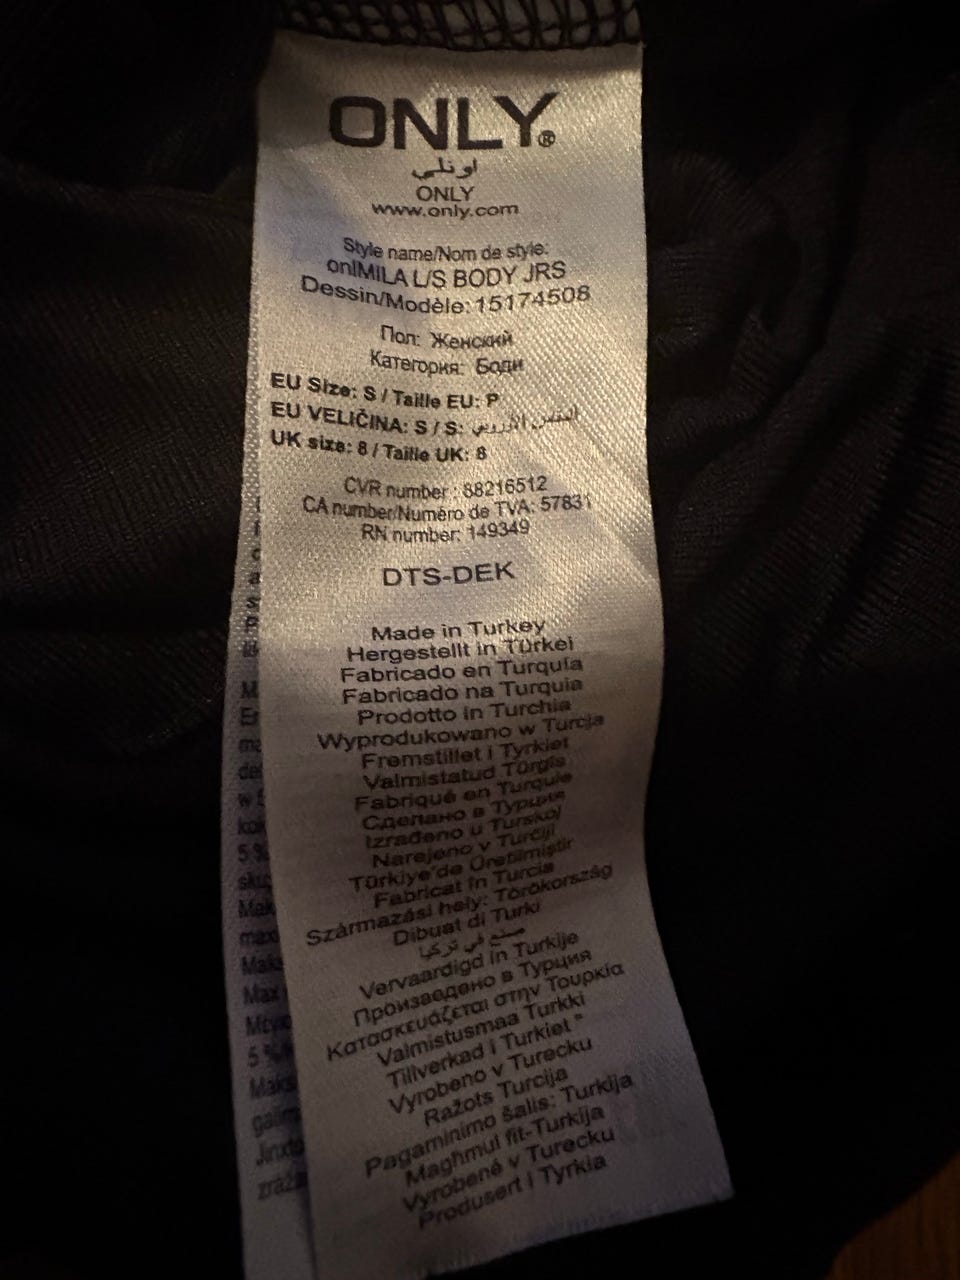 ONLY®
اونلي
ONLY
www.only.com
Style name/Nom de style:
onlMILA L/S BODY JRS
Dessin/Modèle: 15174508
Пол: Женский
Категория: Боди
EU Size: S / Taille EU: P
EU VELIČINA: S / S: المقاس الأوروبي
UK size: 8 / Taille UK: 8
CVR number : 88216512
CA number/Numéro de TVA: 57831
RN number: 149349
DTS-DEK
Made in Turkey
Hergestellt in Türkei
Fabricado en Turquía
Fabricado na Turquia
Prodotto in Turchia
Wyprodukowano w Turcja
Fremstillet i Tyrkiet
Valmistatud Türgis
Fabriqué en Turquie
Сделано в Турции
Izrađeno u Turskoj
Narejeno v Turčiji
Türkiye'de Üretilmiştir
Fabricat în Turcia
Származási hely: Törökország
Dibuat di Turki
صنع في تركيا
Vervaardigd in Turkije
Произведено в Турция
Κατασκευάζεται στην Τουρκία
Valmistusmaa Turkki
Tillverkad i Turkiet
Vyrobeno v Turecku
Ražots Turcija
Pagaminimo šalis: Turkija
Magħmul fit-Turkija
Vyrobené v Turecku
Produsert i Tyrkia
5 %
5 %